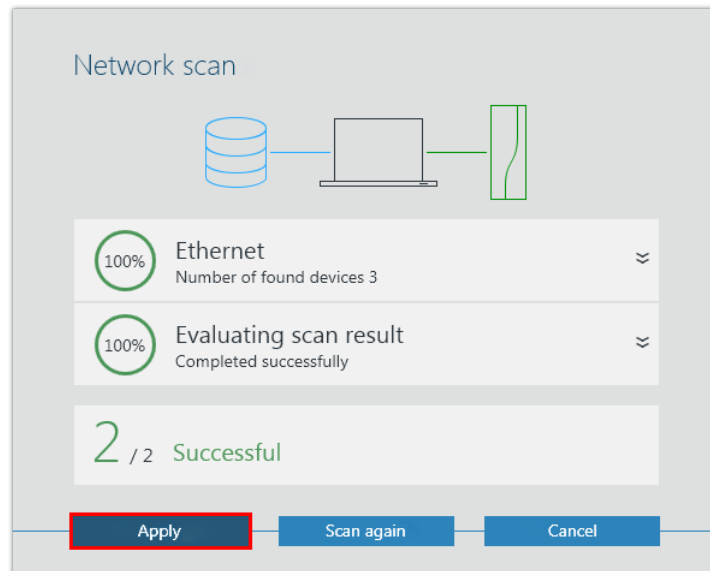 Network scan
100%
Ethernet
Number of found devices 3
100%
Evaluating scan result
Completed successfully
2 / 2 Successful
Apply
Scan again
Cancel